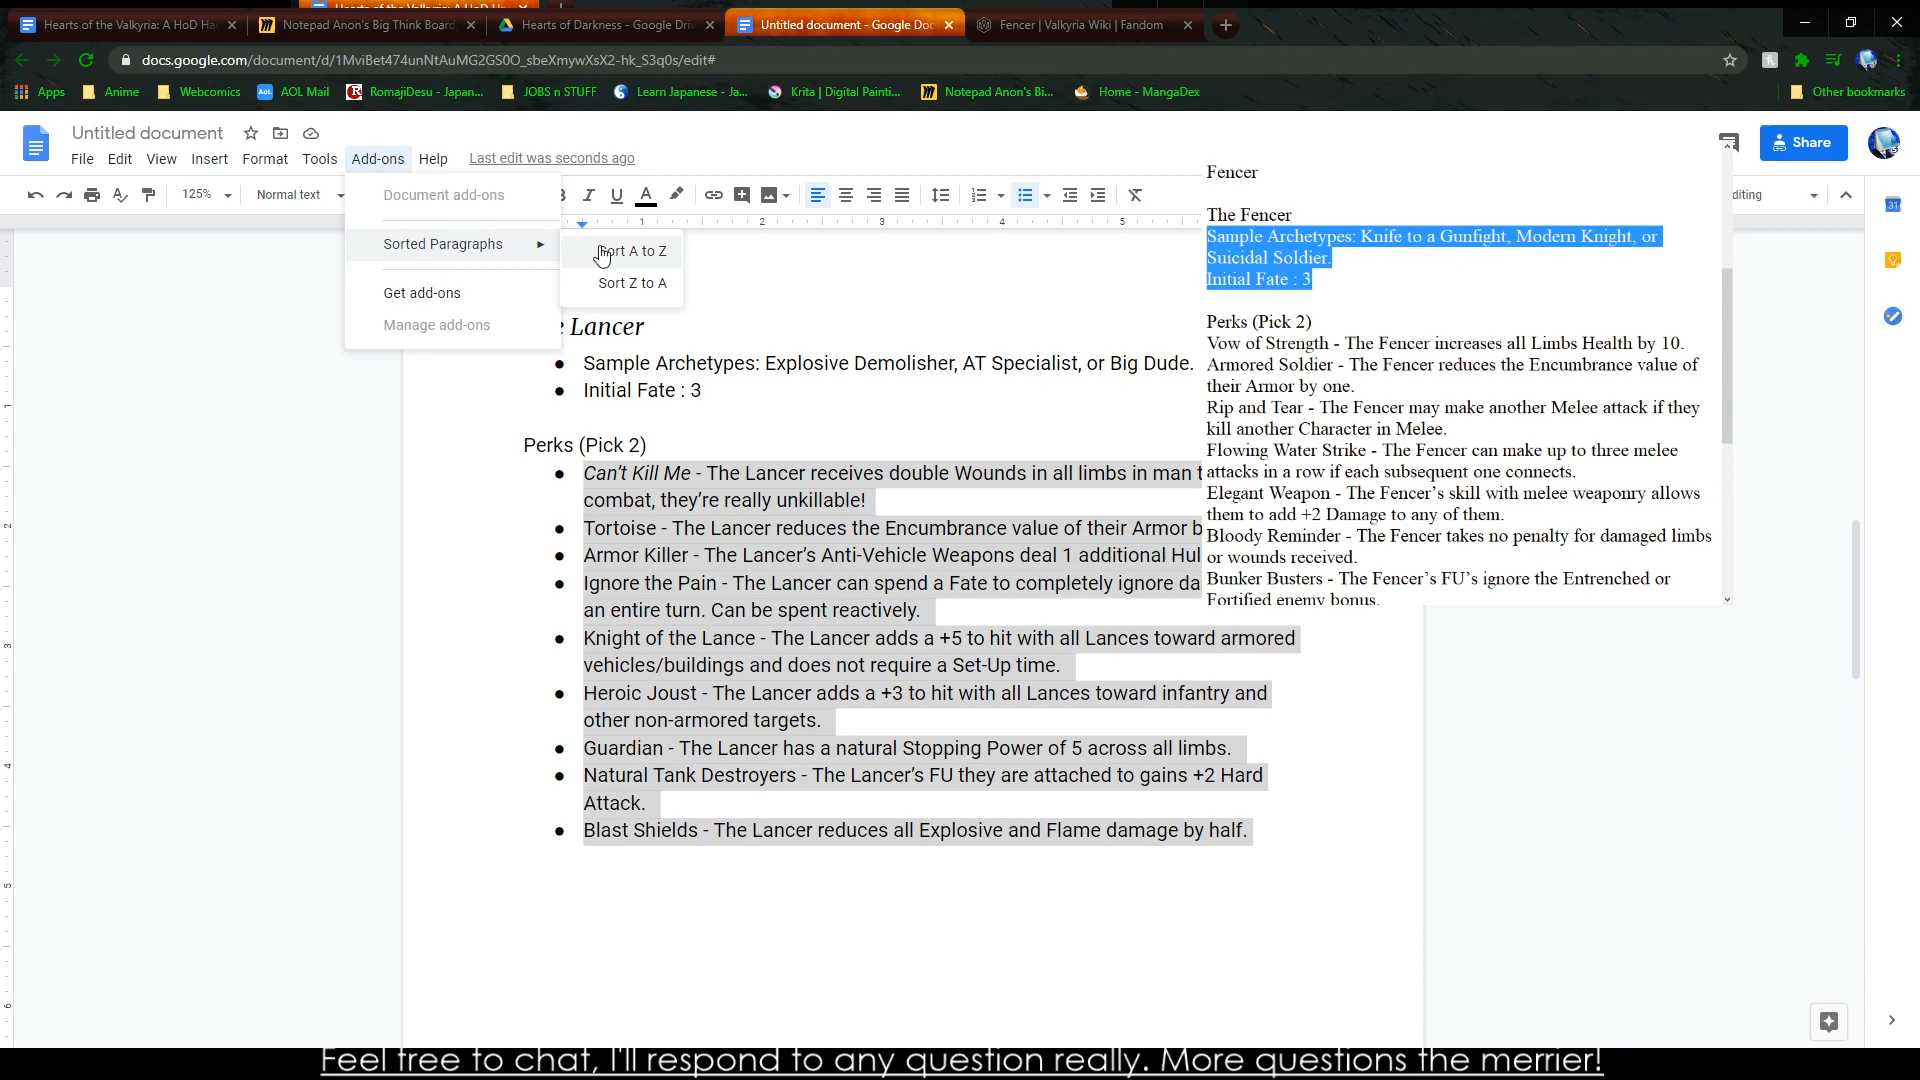 Hearts of the Valkyria: A HoD Ha
Notepad Anon's Big Think Board
Hearts of Darkness - Google Driv
Untitled document - Google Doc
Fencer | Valkyria Wiki | Fandom
docs.google.com/document/d/1MviBet474unNtAuMG2GS0O_sbeXmywXsX2-hk_S3q0s/edit#
Apps
Anime
Webcomics
AOL Mail
RomajiDesu - Japan...
JOBS n STUFF
Learn Japanese - Ja...
Krita | Digital Painti...
Notepad Anon's Bi...
Home - MangaDex
Other bookmarks
Untitled document
File Edit View Insert Format Tools Add-ons Help Last edit was seconds ago
Share
125%
Normal text
diting
Document add-ons
Sorted Paragraphs
Get add-ons
Manage add-ons
ort A to Z
Sort Z to A
1 2 3 4 5
e Lancer
● Sample Archetypes: Explosive Demolisher, AT Specialist, or Big Dude.
● Initial Fate : 3
Perks (Pick 2)
● Can't Kill Me - The Lancer receives double Wounds in all limbs in man t
combat, they're really unkillable!
● Tortoise - The Lancer reduces the Encumbrance value of their Armor b
● Armor Killer - The Lancer's Anti-Vehicle Weapons deal 1 additional Hul
● Ignore the Pain - The Lancer can spend a Fate to completely ignore da
an entire turn. Can be spent reactively.
● Knight of the Lance - The Lancer adds a +5 to hit with all Lances toward armored
vehicles/buildings and does not require a Set-Up time.
● Heroic Joust - The Lancer adds a +3 to hit with all Lances toward infantry and
other non-armored targets.
● Guardian - The Lancer has a natural Stopping Power of 5 across all limbs.
● Natural Tank Destroyers - The Lancer's FU they are attached to gains +2 Hard
Attack.
● Blast Shields - The Lancer reduces all Explosive and Flame damage by half.
Fencer
The Fencer
Sample Archetypes: Knife to a Gunfight, Modern Knight, or
Suicidal Soldier.
Initial Fate : 3
Perks (Pick 2)
Vow of Strength - The Fencer increases all Limbs Health by 10.
Armored Soldier - The Fencer reduces the Encumbrance value of
their Armor by one.
Rip and Tear - The Fencer may make another Melee attack if they
kill another Character in Melee.
Flowing Water Strike - The Fencer can make up to three melee
attacks in a row if each subsequent one connects.
Elegant Weapon - The Fencer's skill with melee weaponry allows
them to add +2 Damage to any of them.
Bloody Reminder - The Fencer takes no penalty for damaged limbs
or wounds received.
Bunker Busters - The Fencer's FU's ignore the Entrenched or
Fortified enemy bonus.
Feel free to chat, I'll respond to any question really. More questions the merrier!